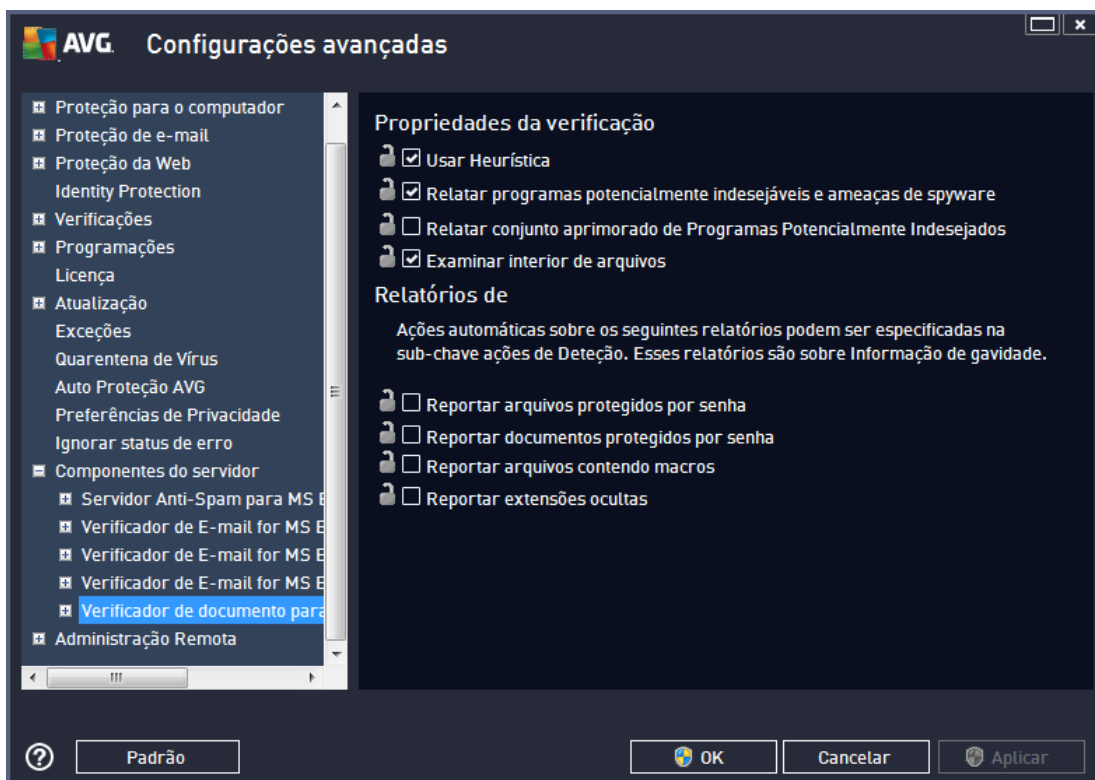 AVG. Configurações avançadas
Proteção para o computador
Proteção de e-mail
Proteção da Web
Identity Protection
Verificações
Programações
Licença
Atualização
Exceções
Quarentena de Vírus
Auto Proteção AVG
Preferências de Privacidade
Ignorar status de erro
Componentes do servidor
Servidor Anti-Spam para MS E
Verificador de E-mail for MS E
Verificador de E-mail for MS E
Verificador de E-mail for MS E
Verificador de documento para
Administração Remota
Propriedades da verificação
Usar Heurística
Relatar programas potencialmente indesejáveis e ameaças de spyware
Relatar conjunto aprimorado de Programas Potencialmente Indesejados
Examinar interior de arquivos
Relatórios de
Ações automáticas sobre os seguintes relatórios podem ser especificadas na
sub-chave ações de Deteção. Esses relatórios são sobre Informação de gavidade.
Reportar arquivos protegidos por senha
Reportar documentos protegidos por senha
Reportar arquivos contendo macros
Reportar extensões ocultas
Padrão
OK
Cancelar
Aplicar